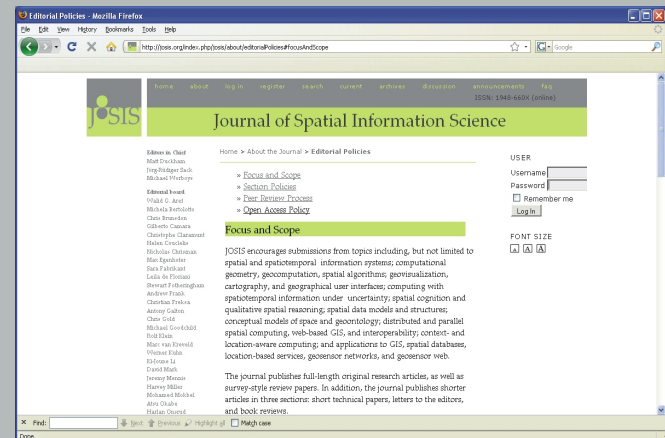 Editorial Policies - Mozilla Firefox
File Edit View History Bookmarks Tools Help
http://josis.org/index.php/josis/about/editorialPolicies#focusAndScope
Google
home about log in register search current archives discussion announcements faq
ISSN: 1948-660X (online)
JOSIS
Journal of Spatial Information Science
Home > About the Journal > Editorial Policies
Editors in Chief
Matt Duckham
Jörg-Rüdiger Sack
Michael Worboys
Editorial board
Walid G. Aref
Michela Bertolotto
Chris Brunsdon
Gilberto Camara
Christophe Claramunt
Helen Couclelis
Nicholas Chrisman
Max Egenhofer
Sara Fabrikant
Leila de Floriani
Stewart Fotheringham
Andrew Frank
Christian Freksa
Antony Galton
Chris Gold
Michael Goodchild
Rolf Klein
Marc van Kreveld
Werner Kuhn
Ki-Joune Li
David Mark
Jeremy Mennis
Harvey Miller
Mohamed Mokbel
Atsu Okabe
Harlan Onsrud
» Focus and Scope
» Section Policies
» Peer Review Process
» Open Access Policy
Focus and Scope
JOSIS encourages submissions from topics including, but not limited to
spatial and spatiotemporal information systems; computational
geometry, geocomputation, spatial algorithms; geovisualization,
cartography, and geographical user interfaces; computing with
spatiotemporal information under uncertainty; spatial cognition and
qualitative spatial reasoning; spatial data models and structures;
conceptual models of space and geoontology; distributed and parallel
spatial computing, web-based GIS, and interoperability; context- and
location-aware computing; and applications to GIS, spatial databases,
location-based services, geosensor networks, and geosensor web.
The journal publishes full-length original research articles, as well as
survey-style review papers. In addition, the journal publishes shorter
articles in three sections: short technical papers, letters to the editors,
and book reviews.
USER
Username
Password
Remember me
Log In
FONT SIZE
A A A
Find: Next Previous Highlight all Match case
Done